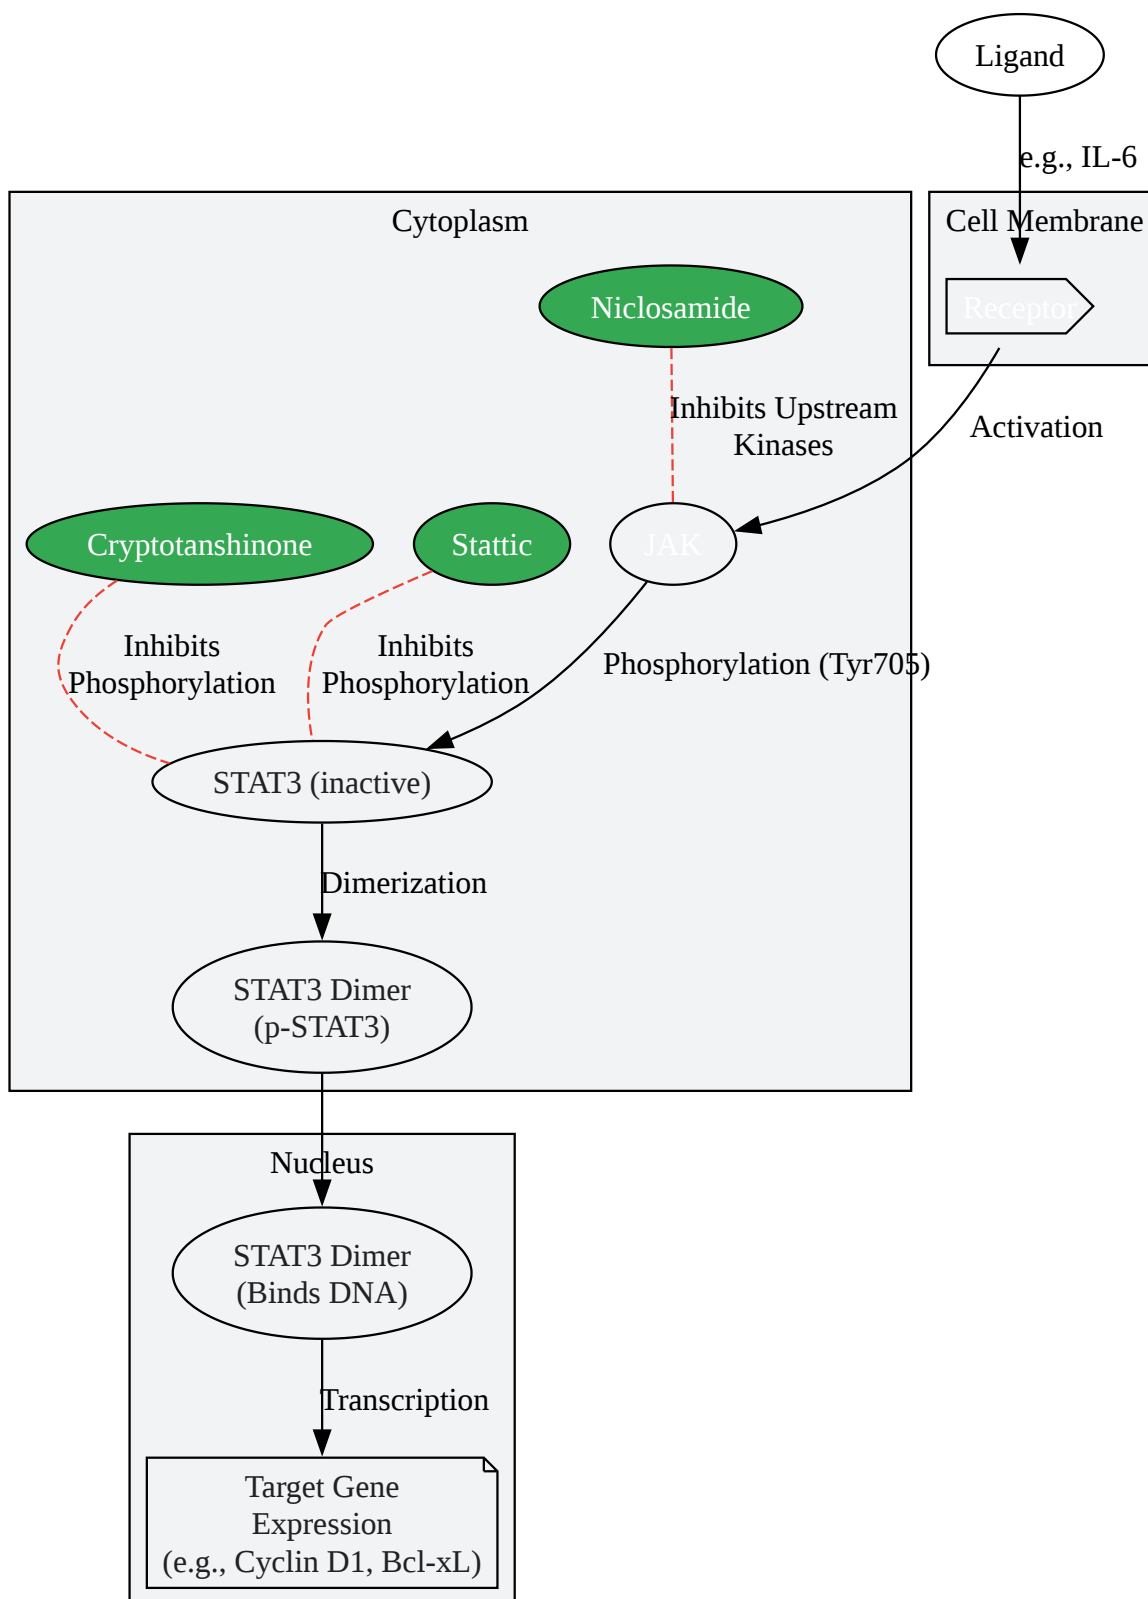 Ligand
e.g., IL-6
Cytoplasm
Cell Membrane
Niclosamide
Receptor
Inhibits Upstream
Kinases
Activation
Cryptotanshinone
Stattic
JAK
Inhibits
Phosphorylation
Inhibits
Phosphorylation
Phosphorylation (Tyr705)
STAT3 (inactive)
Dimerization
STAT3 Dimer
(p-STAT3)
Nucleus
STAT3 Dimer
(Binds DNA)
Transcription
Target Gene
Expression
(e.g., Cyclin D1, Bcl-xL)